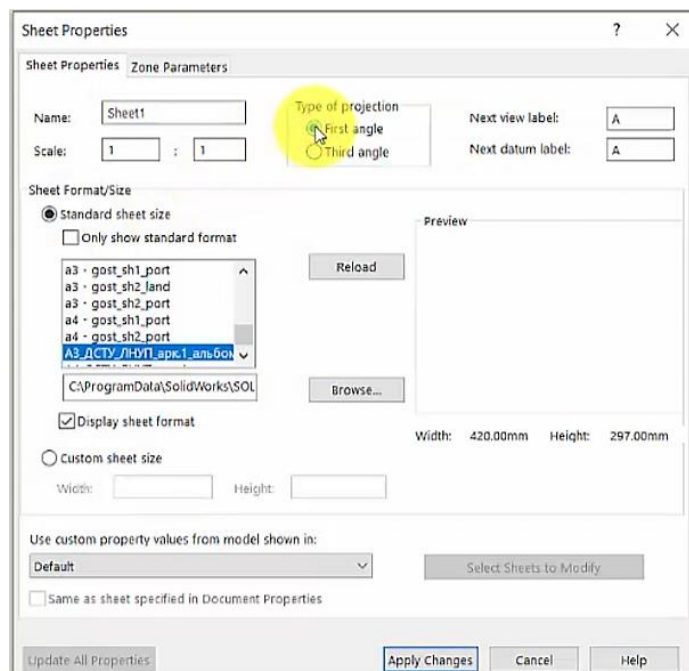 Sheet Properties
Sheet Properties Zone Parameters
Name: Sheet1
Type of projection
First angle
Third angle
Next view label: A
Scale: 1 : 1
Next datum label: A
Sheet Format/Size
Standard sheet size
Only show standard format
a3 - gost_sh1_port
a3 - gost_sh2_land
a3 - gost_sh2_port
a4 - gost_sh1_port
a4 - gost_sh2_port
А3_ДСТУ_ЛНУП_арк.1_альбом
C:\ProgramData\SolidWorks\SOL
Display sheet format
Reload
Browse...
Preview
Width: 420.00mm Height: 297.00mm
Custom sheet size
Width: Height:
Use custom property values from model shown in:
Default
Select Sheets to Modify
Same as sheet specified in Document Properties
Update All Properties Apply Changes Cancel Help